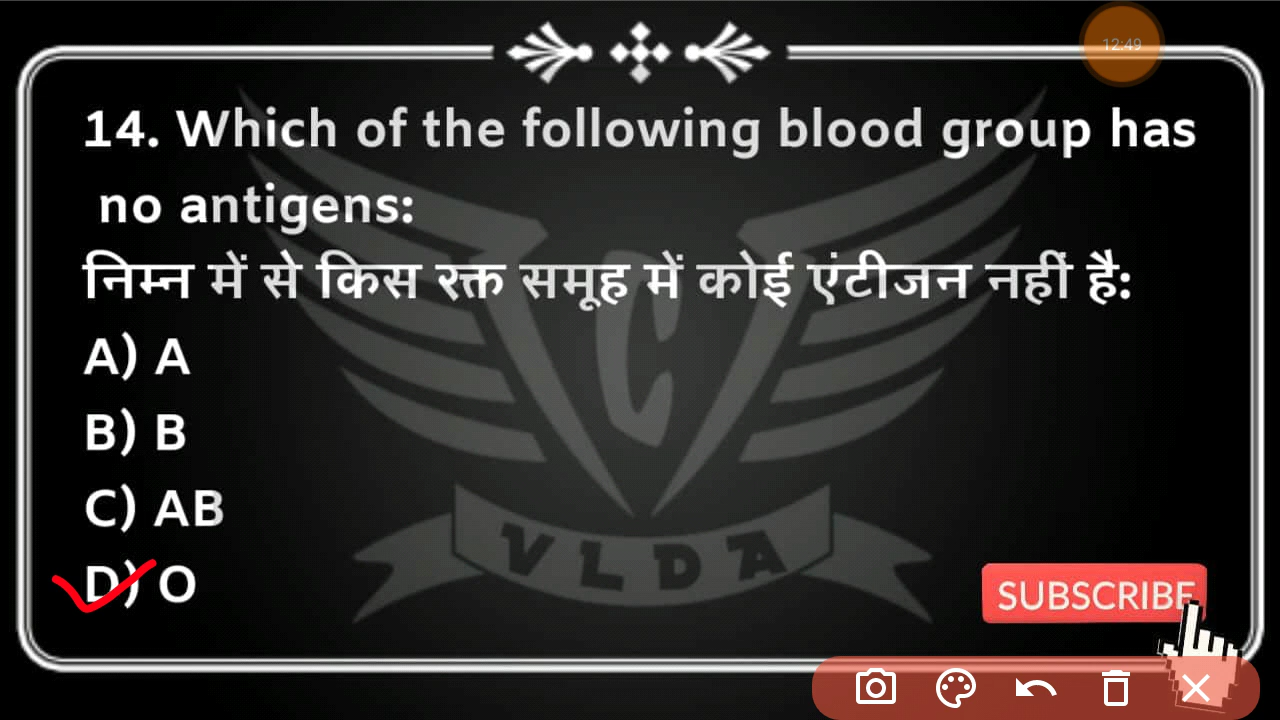 12:49
14. Which of the following blood group has
no antigens:
निम्न में से किस रक्त समूह में कोई एंटीजन नहीं है:
A) A
B) B
C) AB
D) O
VLDA
SUBSCRIBE